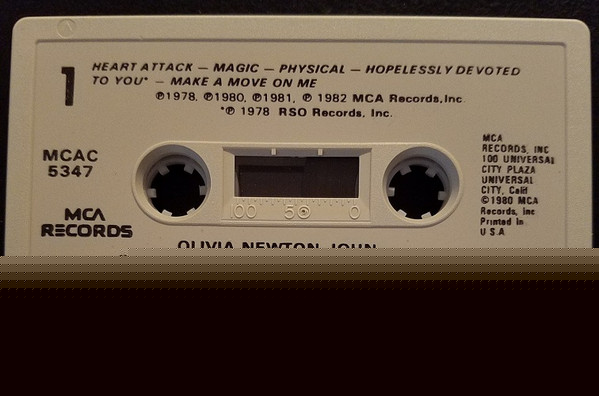 1
HEART ATTACK — MAGIC — PHYSICAL — HOPELESSLY DEVOTED
TO YOU* — MAKE A MOVE ON ME
℗1978, ℗1980, ℗1981, ℗ 1982 MCA Records, Inc.
*℗ 1978 RSO Records, Inc.
MCAC
5347
MCA
RECORDS
MCA
RECORDS, INC
100 UNIVERSAL
CITY PLAZA
UNIVERSAL
CITY, Calif
©1980 MCA
Records, Inc
Printed In
U.S.A
100 50 0
OLIVIA NEWTON-JOHN